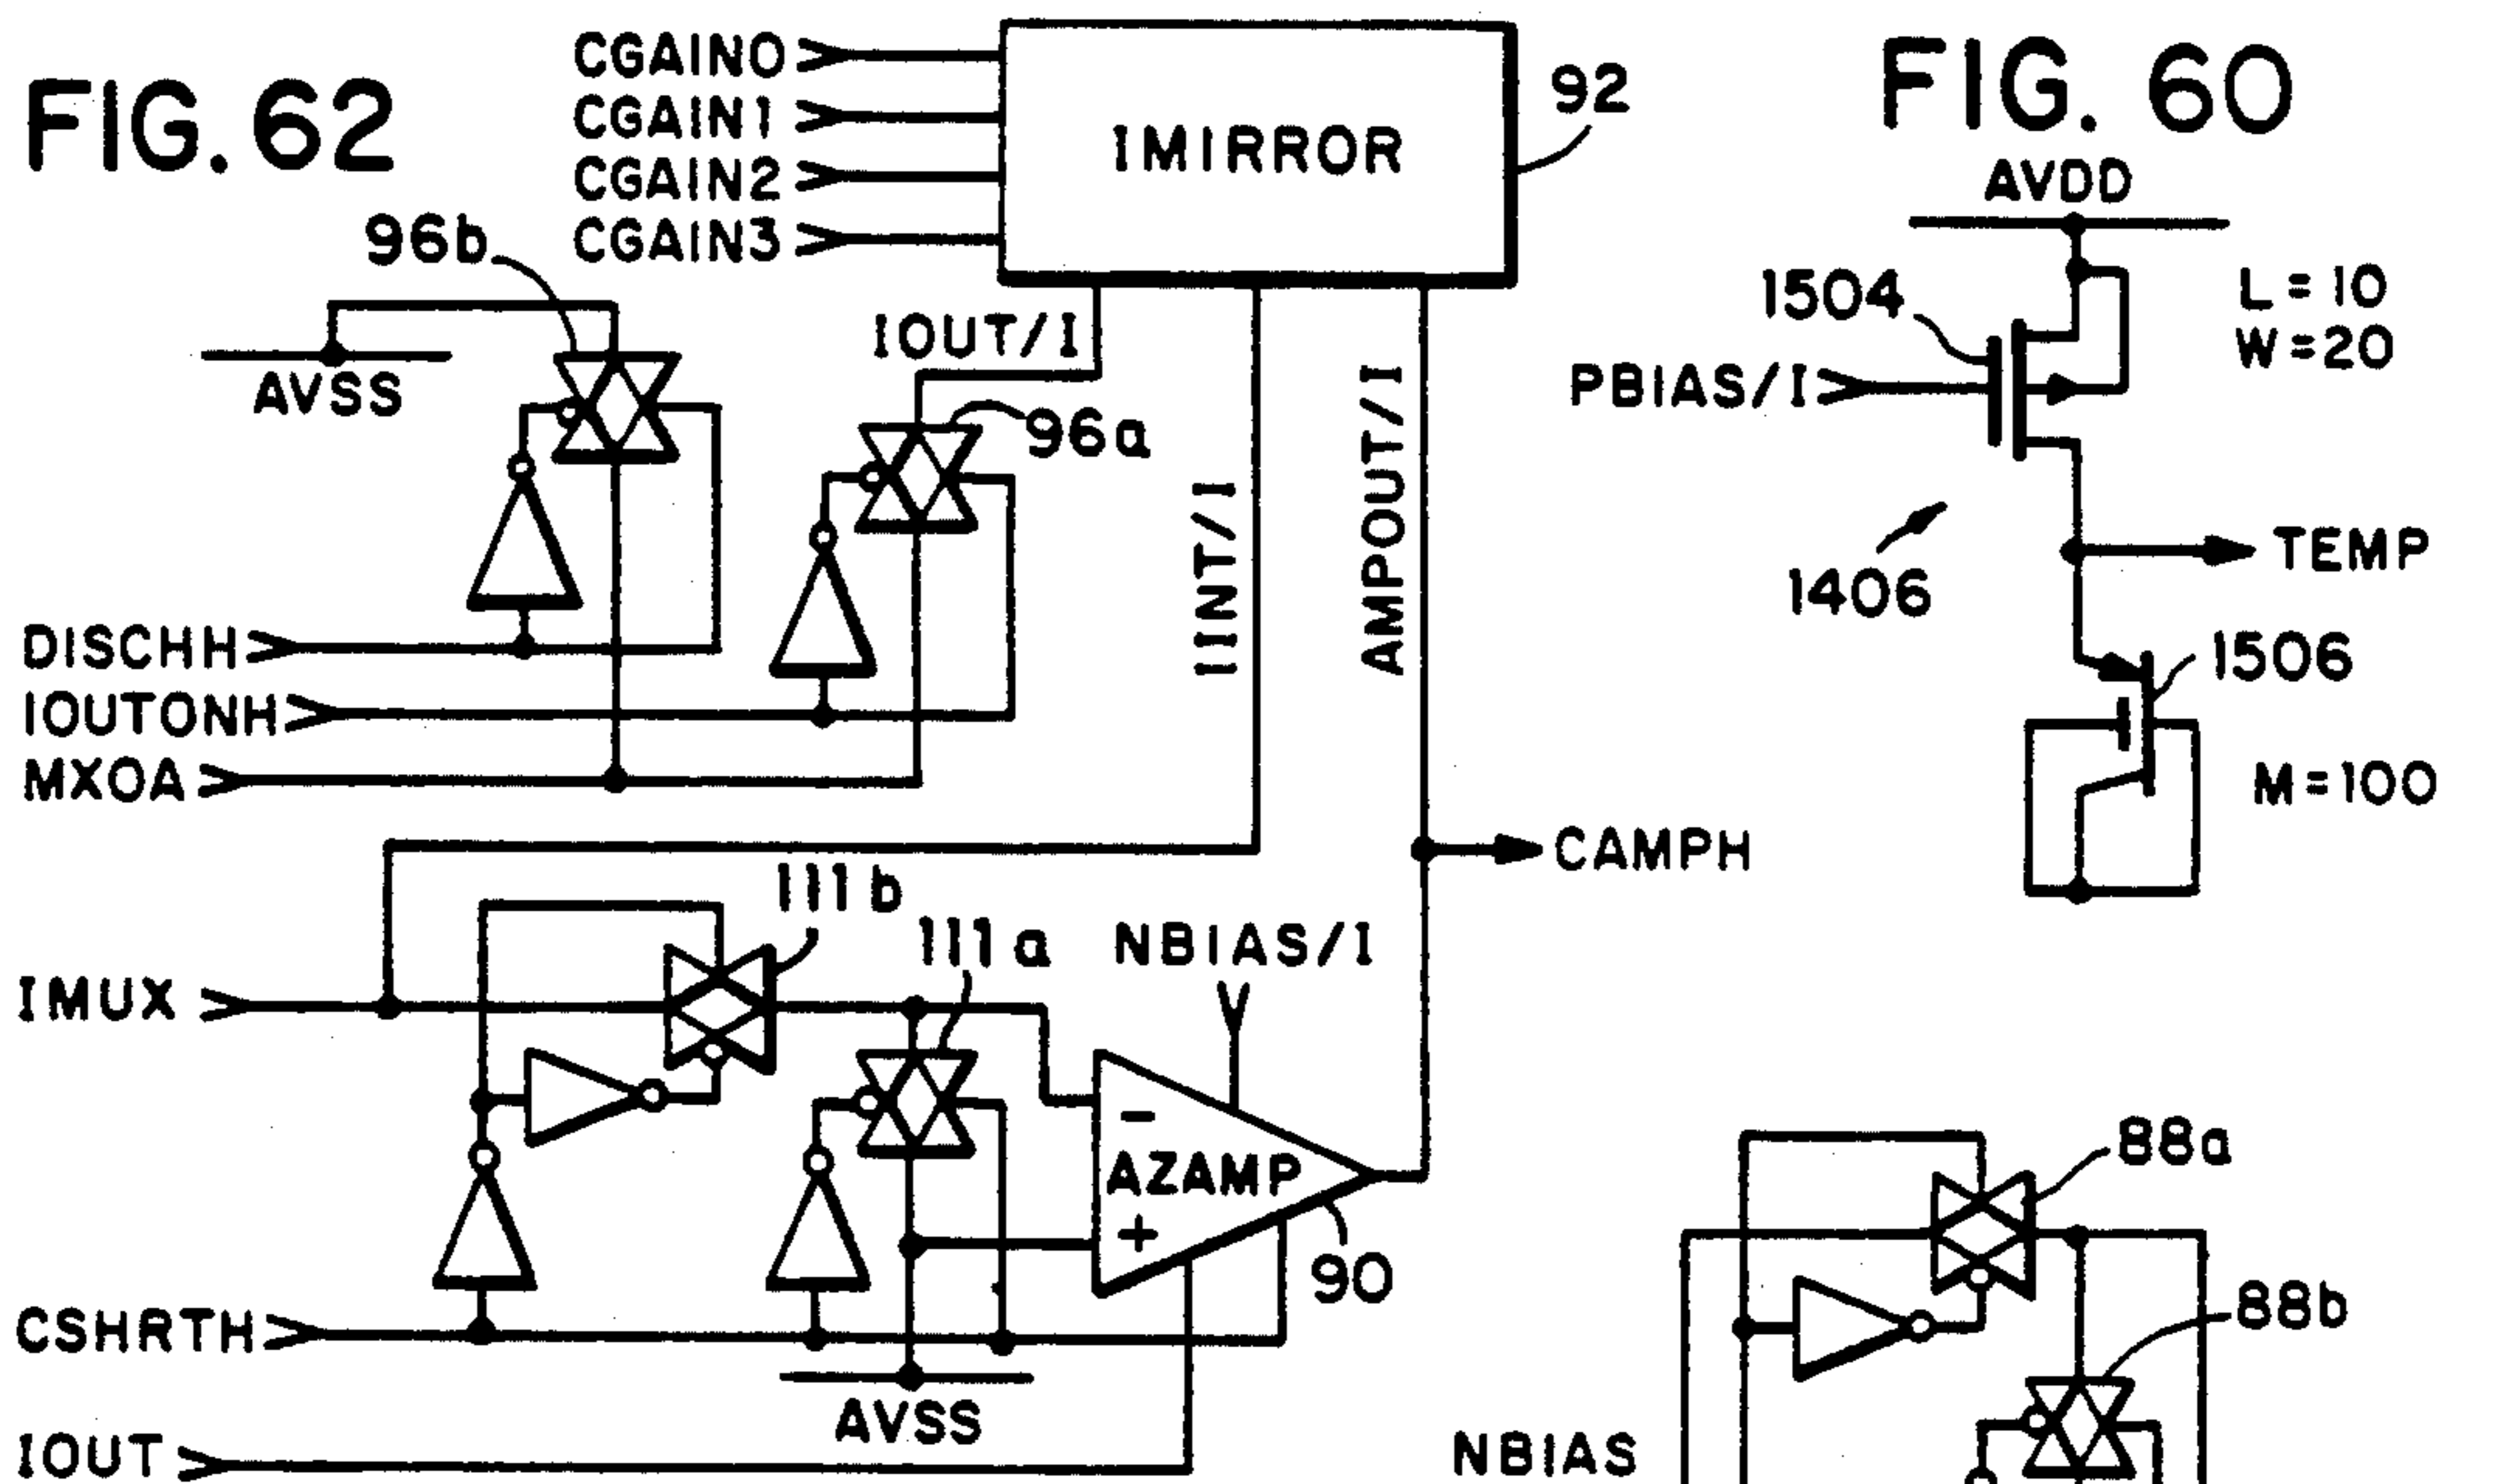 FIG. 62
CGAIN0
CGAIN1
CGAIN2
CGAIN3
IMIRROR
92
FIG. 60
AVDD
1504
L=10
W=20
PBIAS/I
TEMP
1406
1506
M=100
96b
AVSS
IOUT/I
96a
IINT/I
AMPOUT/I
DISCHH
IOUTONH
MXOA
CAMPH
111b
111a
NBIAS/I
IMUX
-
AZAMP
+
90
CSHRTH
AVSS
IOUT
88a
88b
NBIAS